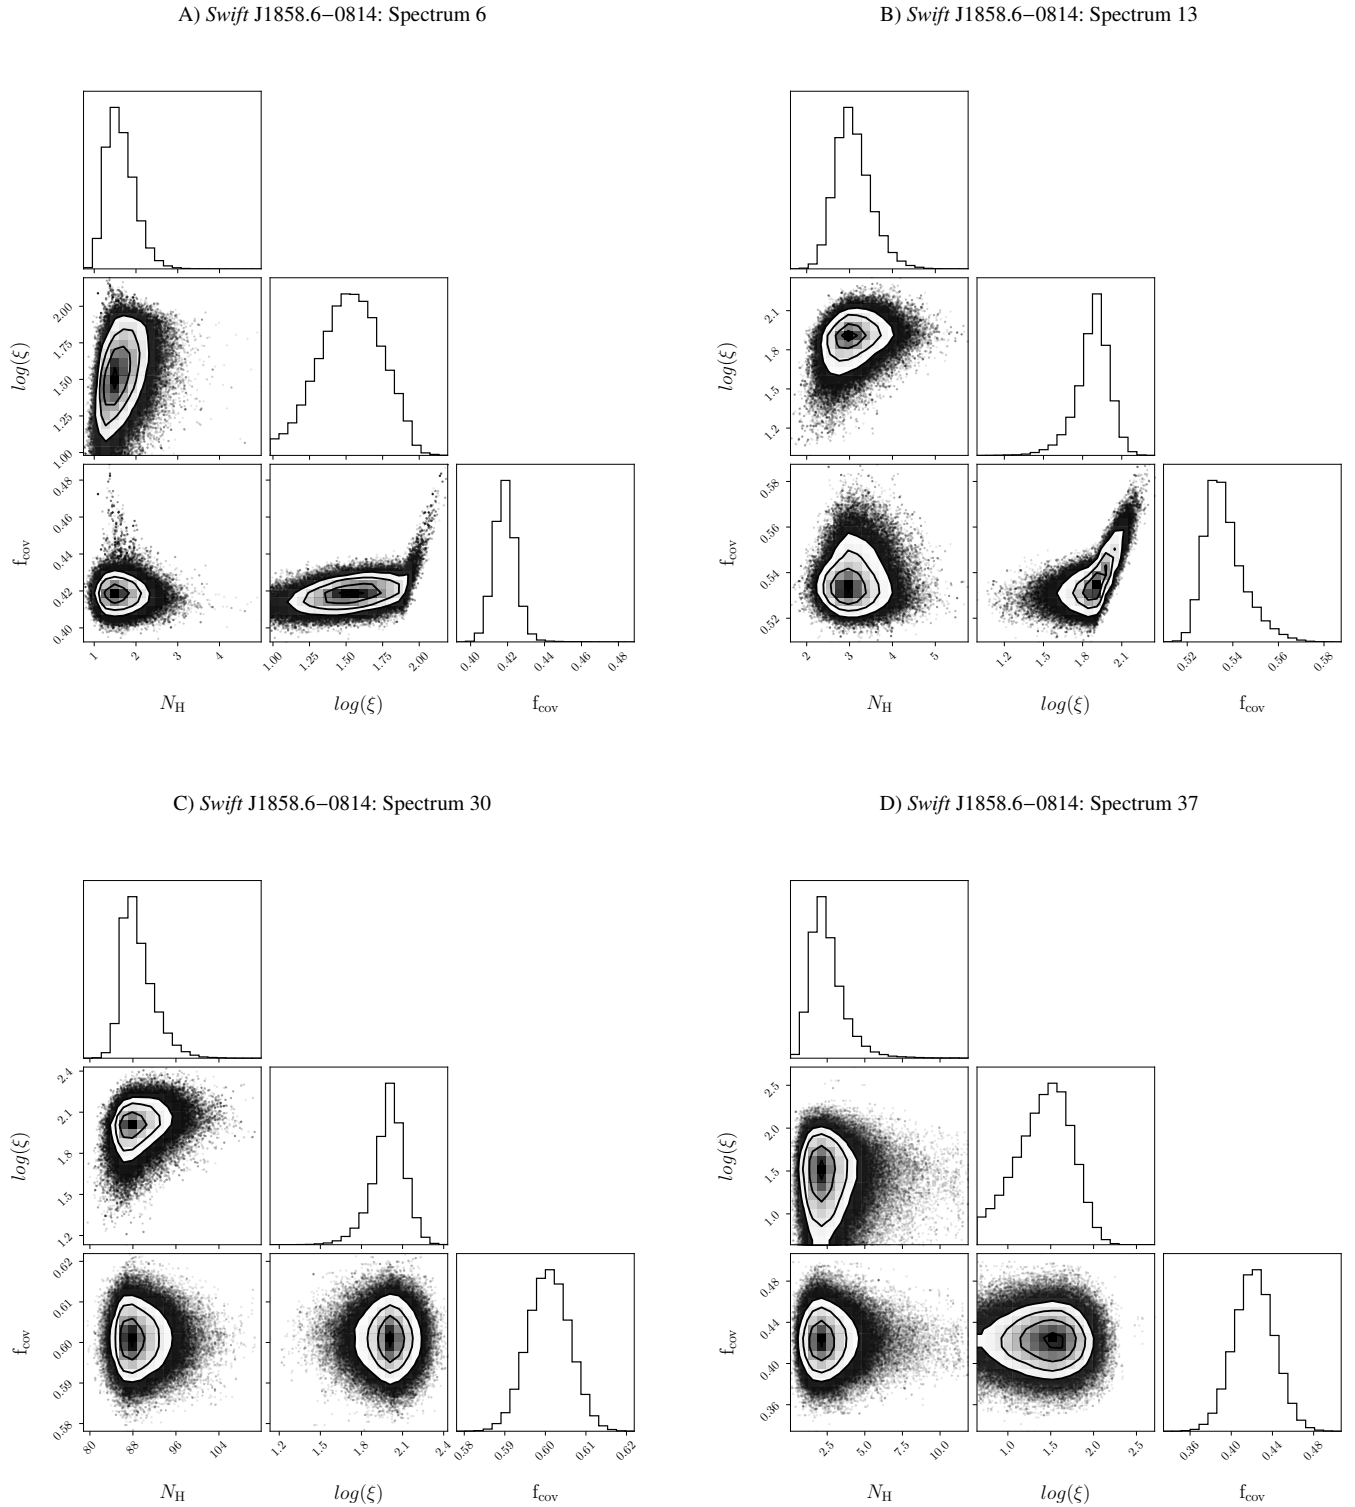 A) Swift J1858.6−0814: Spectrum 6
log(ξ)
2.00
1.75
1.50
1.25
1.00
f_cov
0.48
0.46
0.44
0.42
0.40
1 2 3 4
1.00 1.25 1.50 1.75 2.00
0.40 0.42 0.44 0.46 0.48
N_H log(ξ) f_cov
B) Swift J1858.6−0814: Spectrum 13
log(ξ)
2.1
1.8
1.5
1.2
f_cov
0.58
0.56
0.54
0.52
2 3 4 5
1.2 1.5 1.8 2.1
0.52 0.54 0.56 0.58
N_H log(ξ) f_cov
C) Swift J1858.6−0814: Spectrum 30
log(ξ)
2.4
2.1
1.8
1.5
1.2
f_cov
0.62
0.61
0.60
0.59
0.58
80 88 96 104
1.2 1.5 1.8 2.1 2.4
0.58 0.59 0.60 0.61 0.62
N_H log(ξ) f_cov
D) Swift J1858.6−0814: Spectrum 37
log(ξ)
2.5
2.0
1.5
1.0
f_cov
0.48
0.44
0.40
0.36
2.5 5.0 7.5 10.0
1.0 1.5 2.0 2.5
0.36 0.40 0.44 0.48
N_H log(ξ) f_cov